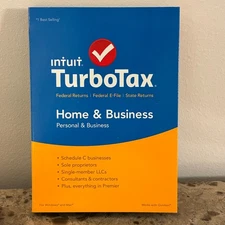 #1 Best-Selling
intuit
TurboTax
Federal Returns | Federal E-File | State Returns
Home & Business
Personal & Business
• Schedule C businesses
• Sole proprietors
• Single-member LLCs
• Consultants & contractors
• Plus, everything in Premier